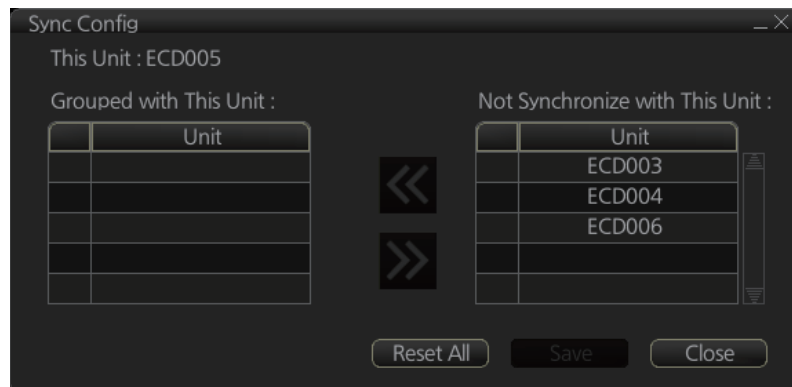 Sync Config
This Unit : ECD005
Grouped with This Unit :
Unit
Not Synchronize with This Unit :
Unit
ECD003
ECD004
ECD006
Reset All
Save
Close